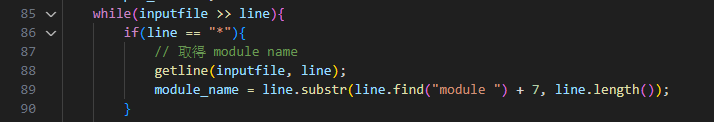 85 while(inputfile >> line){
86 if(line == "*"){
87 // 取得 module name
88 getline(inputfile, line);
89 module_name = line.substr(line.find("module ") + 7, line.length());
90 }